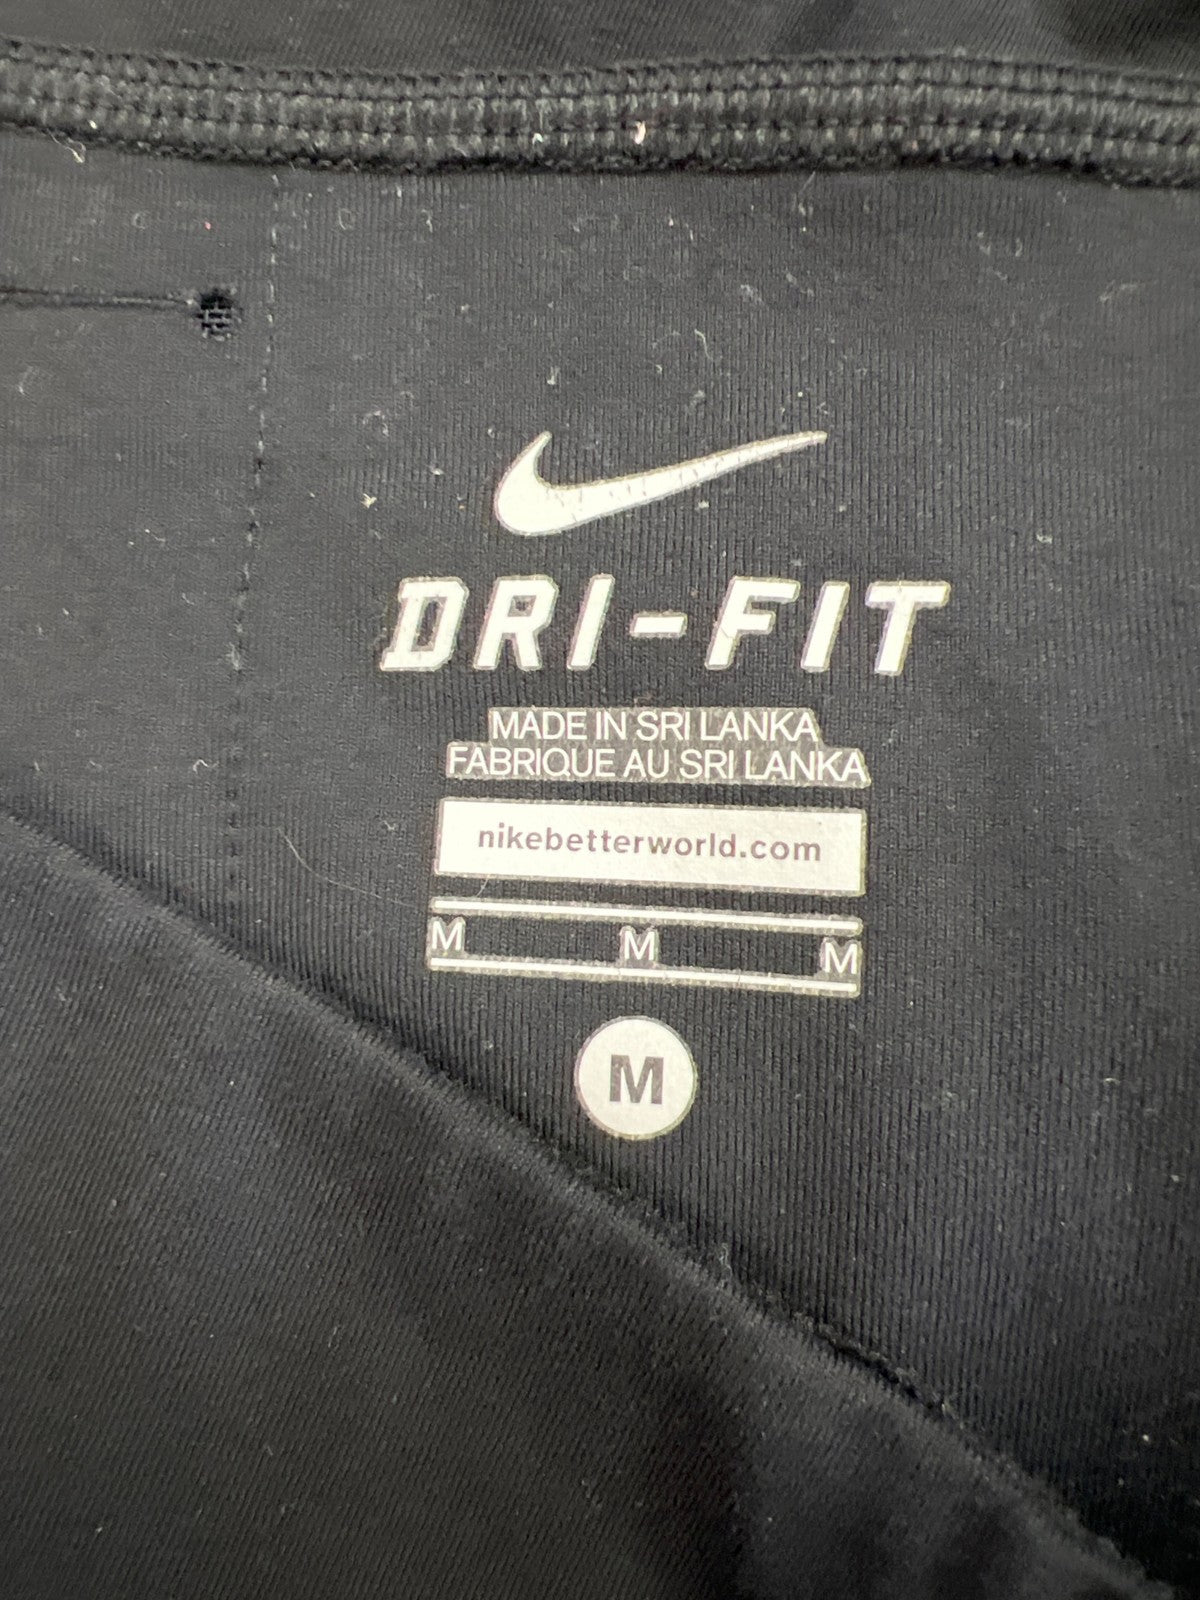 DRI-FIT
MADE IN SRI LANKA
FABRIQUE AU SRI LANKA
nikebetterworld.com
M M M
M